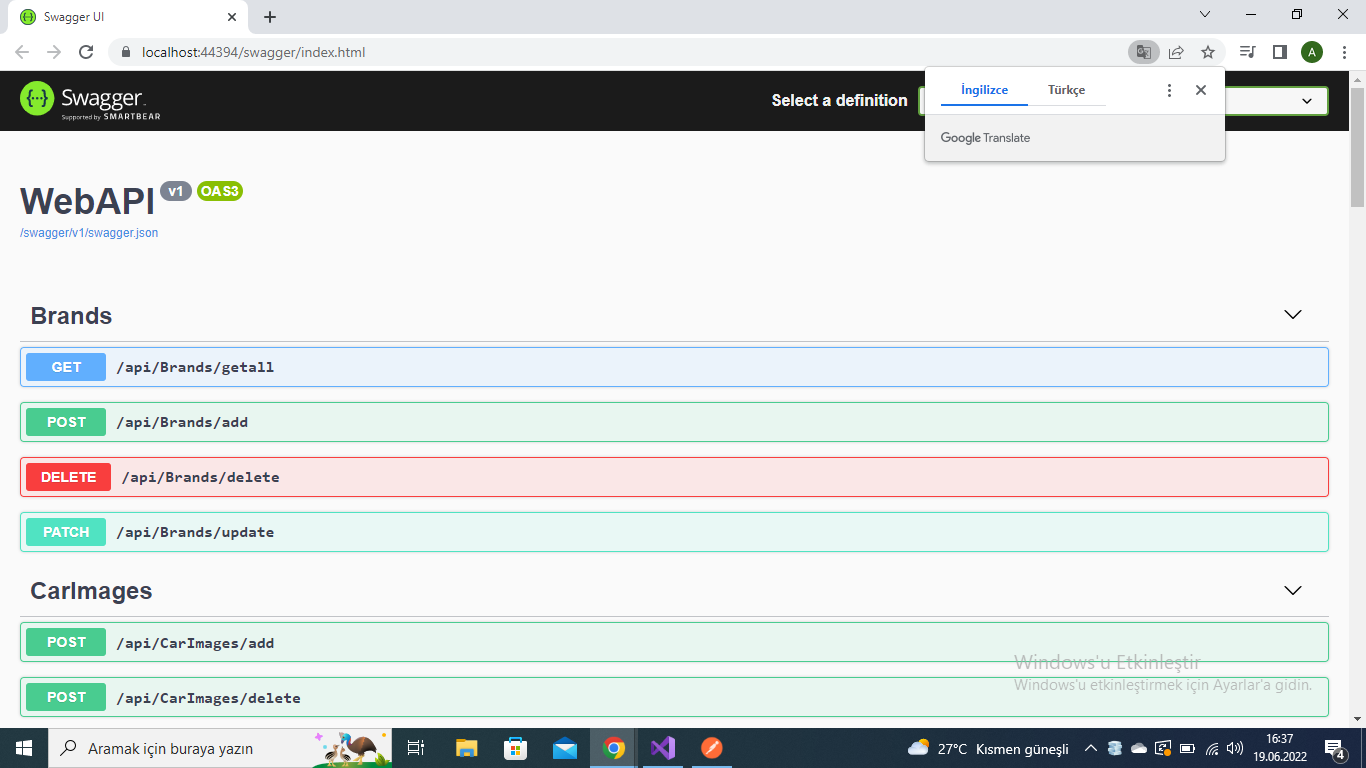 Swagger UI
localhost:44394/swagger/index.html
A
İngilizce Türkçe
Google Translate
Swagger
Supported by SMARTBEAR
Select a definition
WebAPI v1 OAS3
/swagger/v1/swagger.json
Brands
GET /api/Brands/getall
POST /api/Brands/add
DELETE /api/Brands/delete
PATCH /api/Brands/update
CarImages
POST /api/CarImages/add
POST /api/CarImages/delete
Windows'u Etkinleştir
Windows'u etkinleştirmek için Ayarlar'a gidin.
Aramak için buraya yazın
27°C Kısmen güneşli
16:37
19.06.2022
4